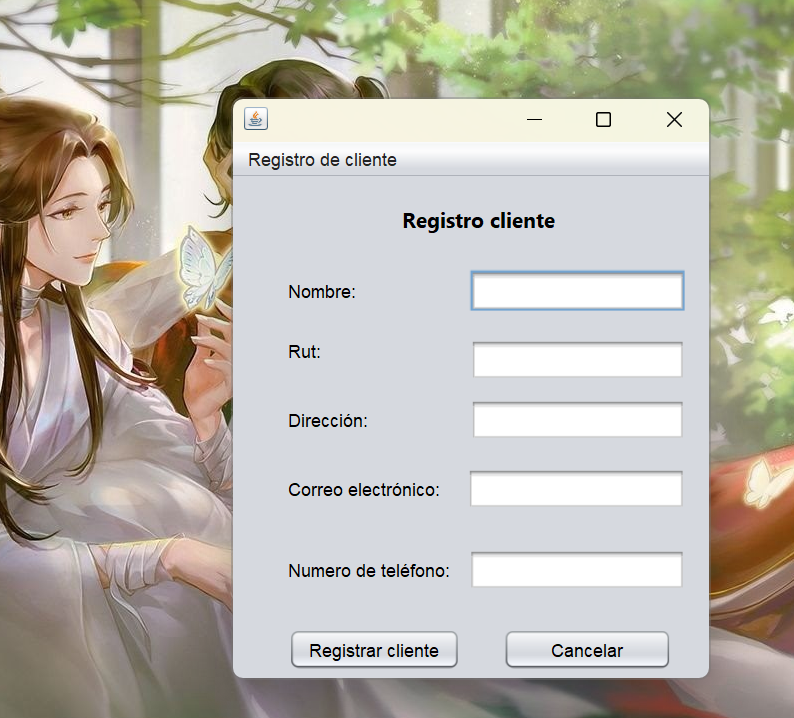 Registro de cliente
Registro cliente
Nombre:
Rut:
Dirección:
Correo electrónico:
Numero de teléfono:
Registrar cliente Cancelar